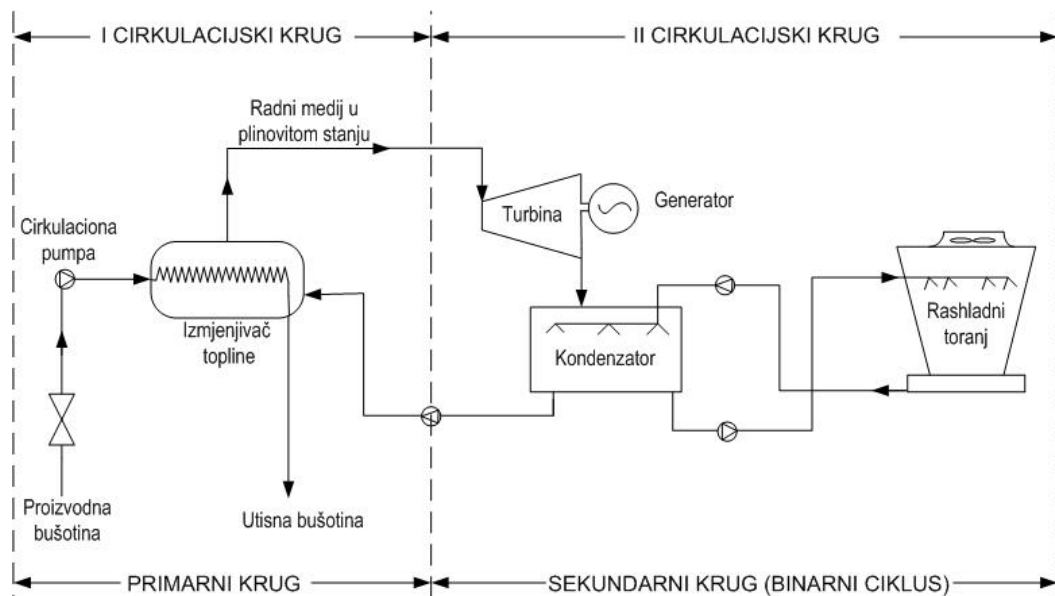 I CIRKULACIJSKI KRUG
II CIRKULACIJSKI KRUG
Radni medij u
plinovitom stanju
Turbina
Generator
Cirkulaciona
pumpa
Izmjenjivač
topline
Kondenzator
Rashladni
toranj
Proizvodna
bušotina
Utisna bušotina
PRIMARNI KRUG
SEKUNDARNI KRUG (BINARNI CIKLUS)